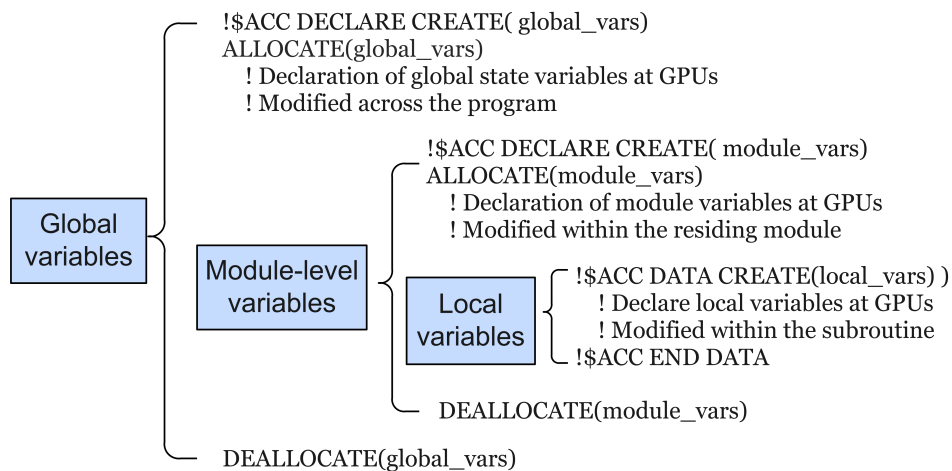 !$ACC DECLARE CREATE( global_vars)
ALLOCATE(global_vars)
! Declaration of global state variables at GPUs
! Modified across the program
!$ACC DECLARE CREATE( module_vars)
ALLOCATE(module_vars)
! Declaration of module variables at GPUs
! Modified within the residing module
Global
variables
Module-level
variables
Local
variables
!$ACC DATA CREATE(local_vars) )
! Declare local variables at GPUs
! Modified within the subroutine
!$ACC END DATA
DEALLOCATE(module_vars)
DEALLOCATE(global_vars)